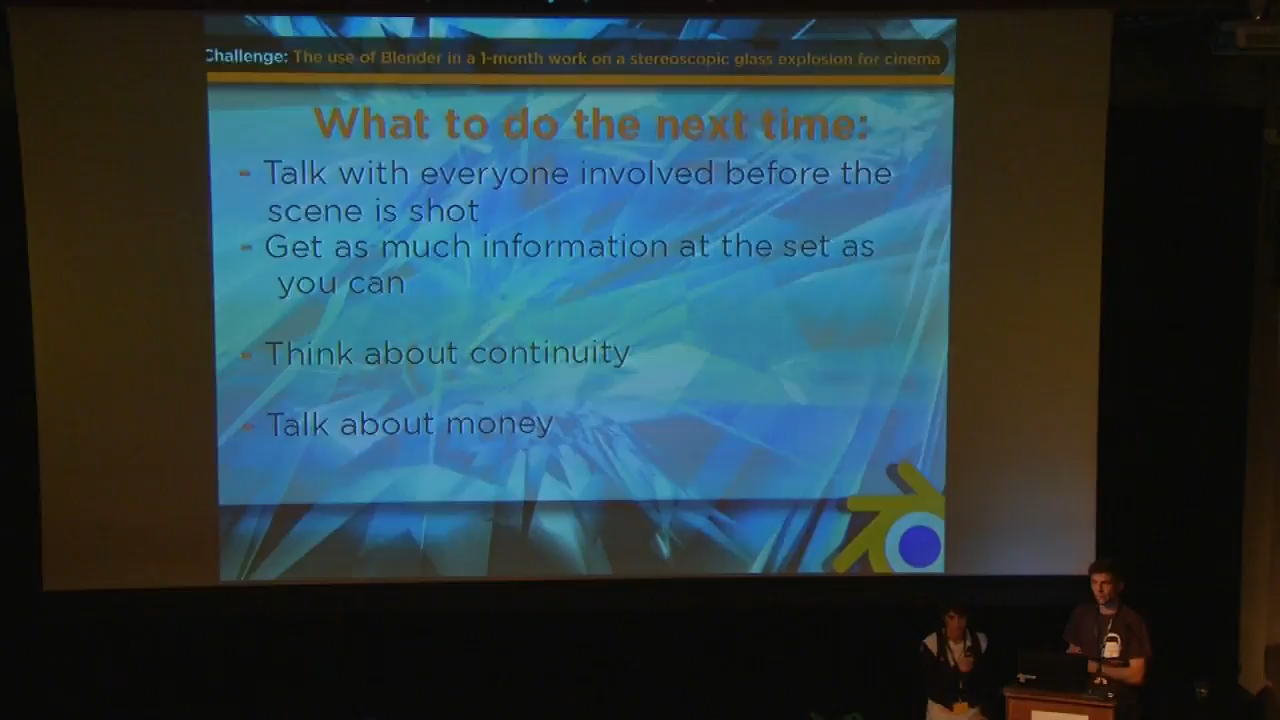 Challenge: The use of Blender in a 1-month work on a stereoscopic glass explosion for cinema
What to do the next time:
- Talk with everyone involved before the
scene is shot
- Get as much information at the set as
you can
- Think about continuity
- Talk about money